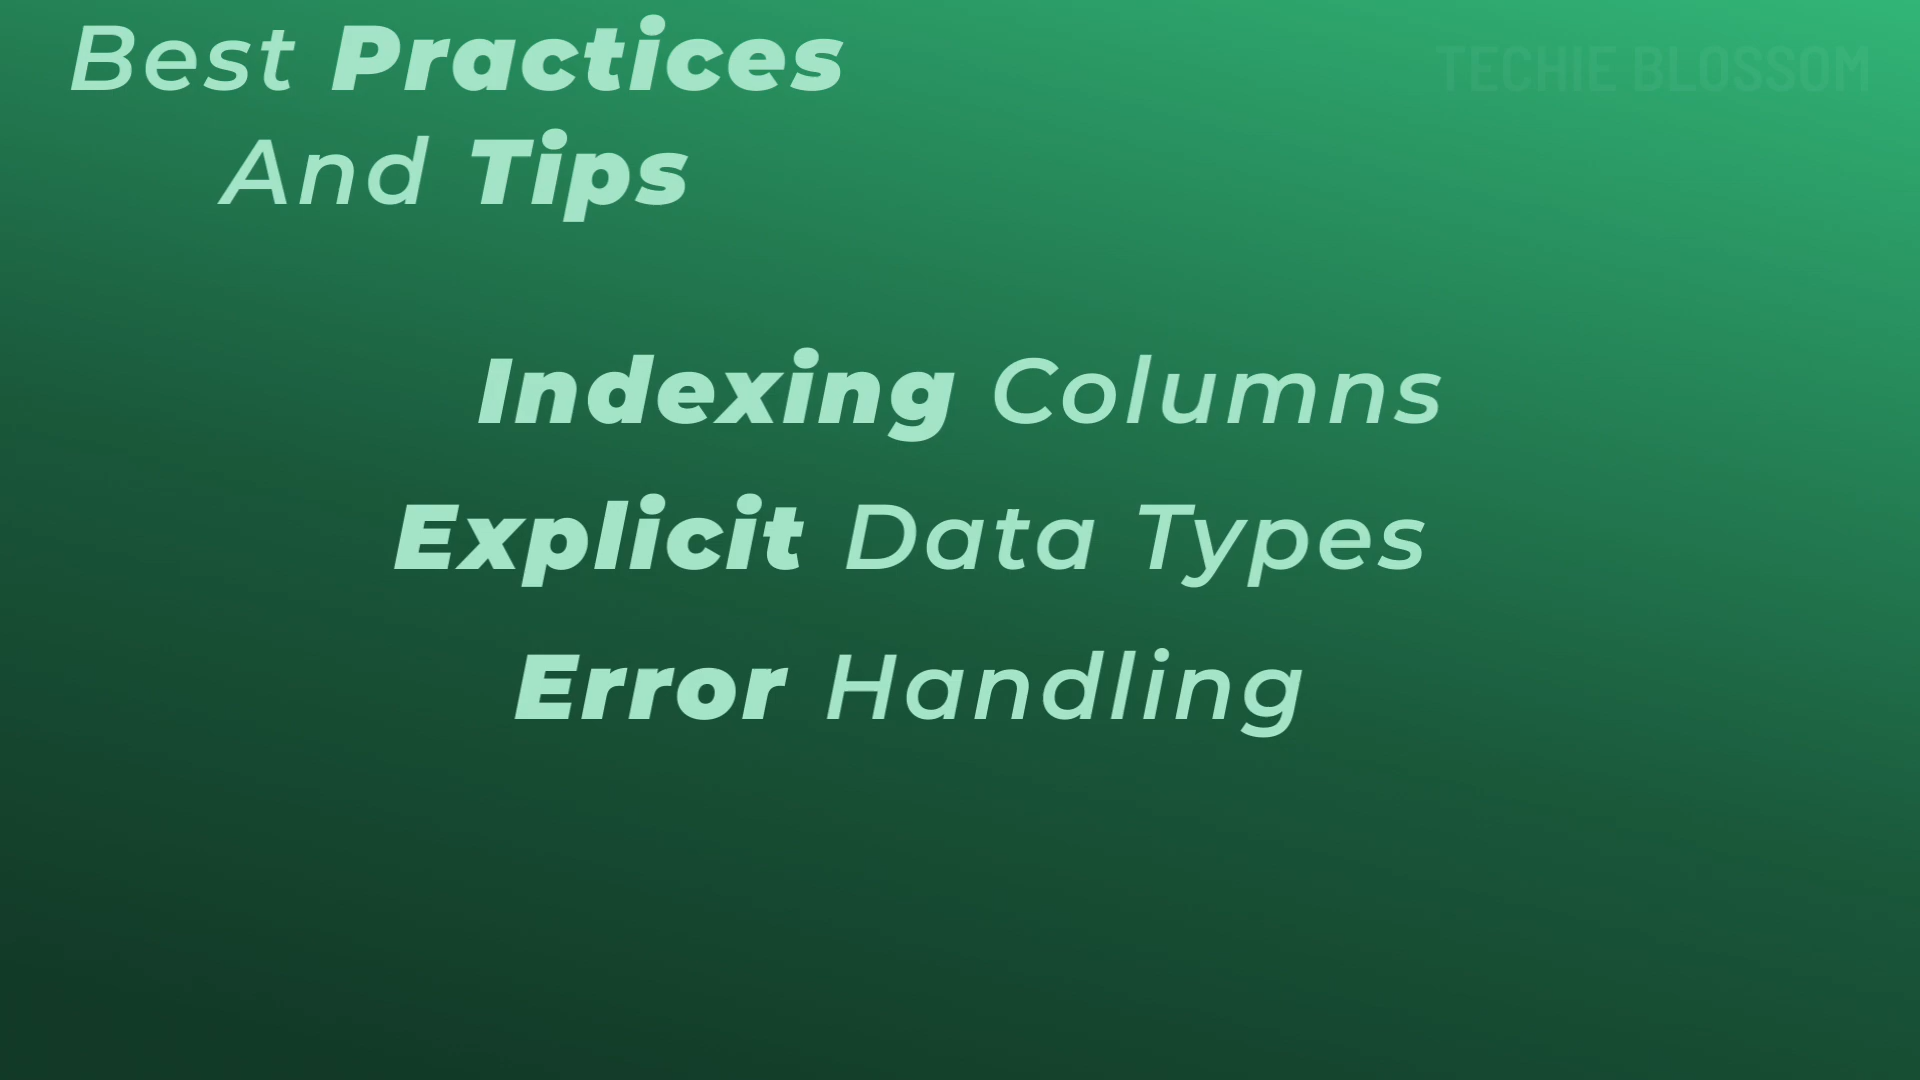 Best Practices
And Tips
TECHIE BLOSSOM
Indexing Columns
Explicit Data Types
Error Handling